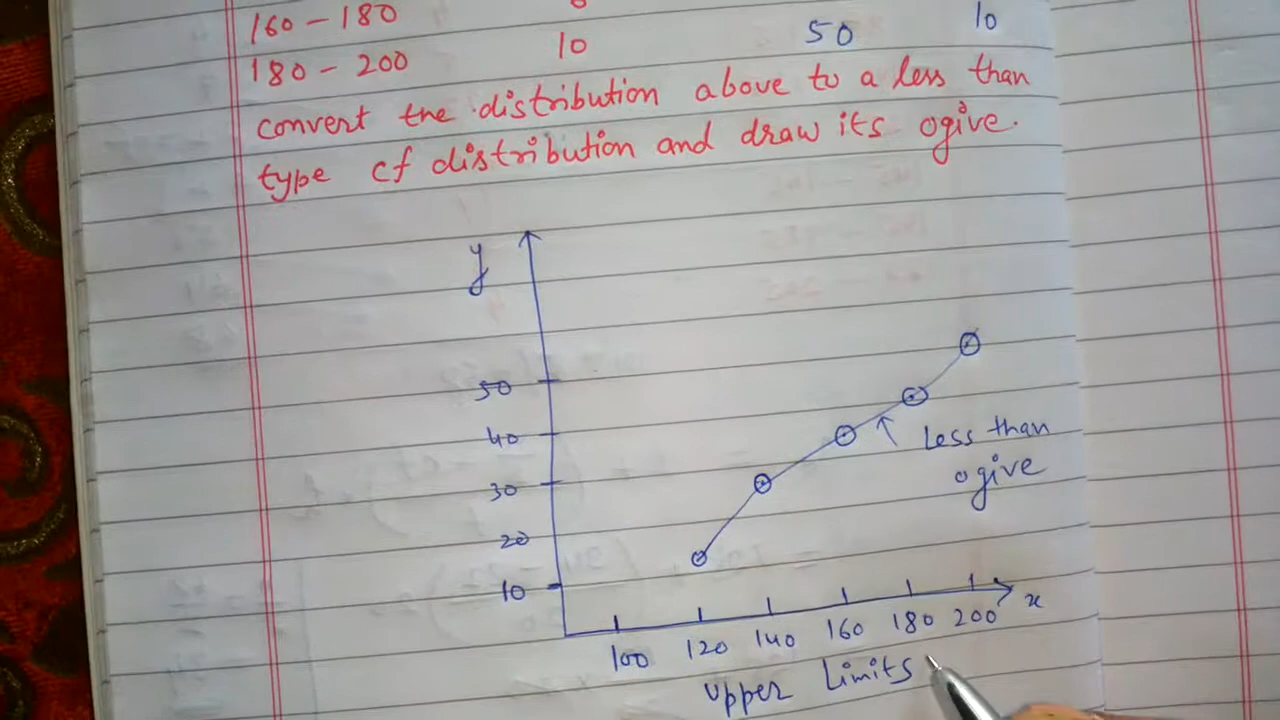 160 - 180 10
180 - 200 10 50
convert the distribution above to a less than
type cf distribution and draw its ogive.
y
50
40
30
20
10
Less than
ogive
100 120 140 160 180 200 x
Upper Limits